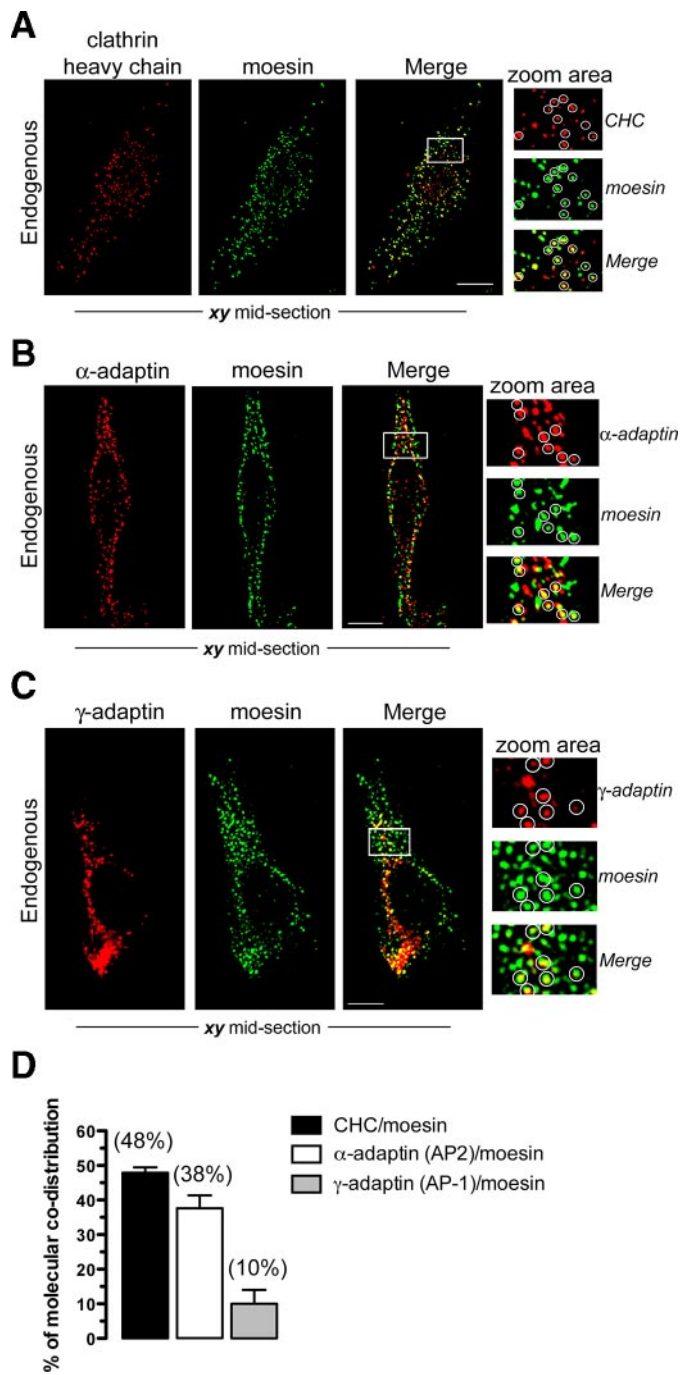 A
clathrin
heavy chain
moesin
Merge
zoom area
CHC
moesin
Merge
Endogenous
xy mid-section
B
α-adaptin
moesin
Merge
zoom area
α-adaptin
moesin
Merge
Endogenous
xy mid-section
C
γ-adaptin
moesin
Merge
zoom area
γ-adaptin
moesin
Merge
Endogenous
xy mid-section
D
% of molecular co-distribution
60
50
40
30
20
10
0
(48%)
(38%)
(10%)
CHC/moesin
α-adaptin (AP2)/moesin
γ-adaptin (AP-1)/moesin